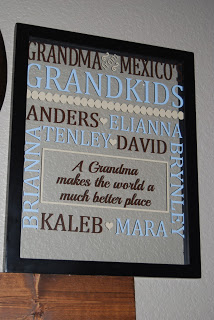 GRANDMA MEXICO'S
GRANDKIDS
ANDERS ELIANNA
TENLEY DAVID
BRIANNA
BRYNLEY
A Grandma
makes the world a
much better place
KALEB MARA